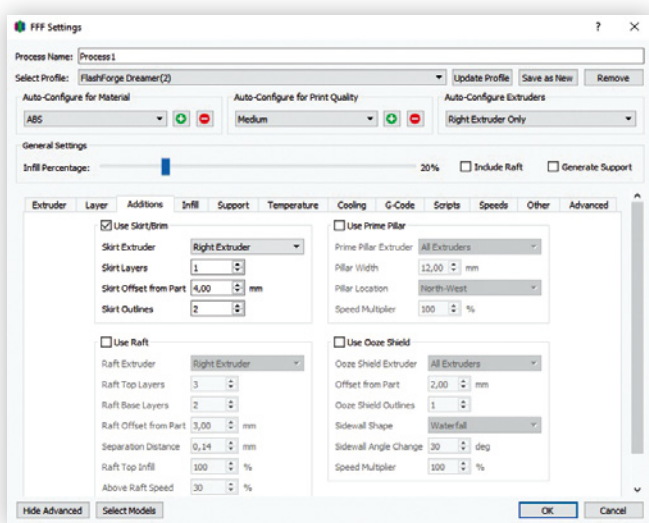 FFF Settings ? ×
Process Name: Process1
Select Profile: FlashForge Dreamer(2) Update Profile Save as New Remove
Auto-Configure for Material Auto-Configure for Print Quality Auto-Configure Extruders
ABS Medium Right Extruder Only
General Settings
Infill Percentage: 20% Include Raft Generate Support
Extruder Layer Additions Infill Support Temperature Cooling G-Code Scripts Speeds Other Advanced
Use Skirt/Brim
Skirt Extruder Right Extruder
Skirt Layers 1
Skirt Offset from Part 4,00 mm
Skirt Outlines 2
Use Prime Pillar
Prime Pillar Extruder All Extruders
Pillar Width 12,00 mm
Pillar Location North-West
Speed Multiplier 100 %
Use Raft
Raft Extruder Right Extruder
Raft Top Layers 3
Raft Base Layers 2
Raft Offset from Part 3,00 mm
Separation Distance 0,14 mm
Raft Top Infill 100 %
Above Raft Speed 30 %
Use Ooze Shield
Ooze Shield Extruder All Extruders
Offset from Part 2,00 mm
Ooze Shield Outlines 1
Sidewall Shape Waterfall
Sidewall Angle Change 30 deg
Speed Multiplier 100 %
Hide Advanced Select Models OK Cancel